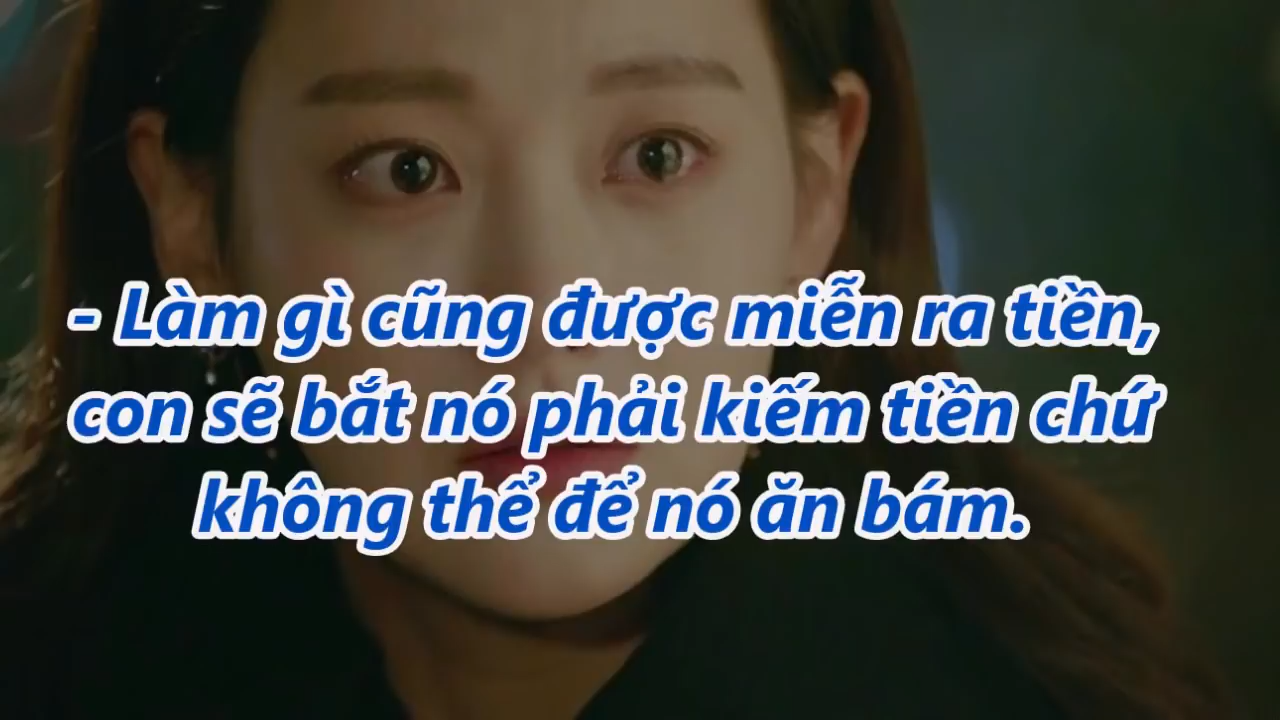 - Làm gì cũng được miễn ra tiền,
con sẽ bắt nó phải kiếm tiền chứ
không thể để nó ăn bám.